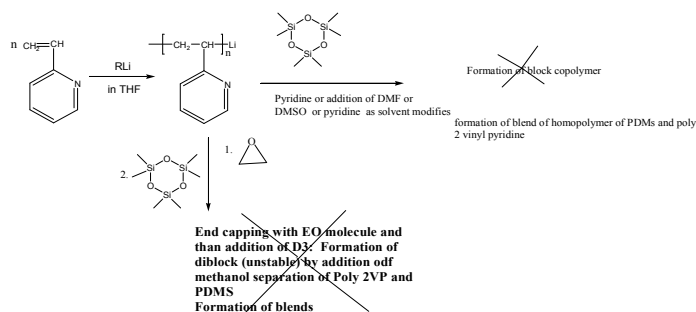 n CH₂=CH
N
RLi
in THF
CH₂-CH
n
Li
N
Si O Si
O O
Si
Pyridine or addition of DMF or
DMSO or pyridine as solvent modifies
Formation of block copolymer
formation of blend of homopolymer of PDMs and poly
2 vinyl pyridine
1.
O
2.
Si O Si
O O
Si
End capping with EO molecule and
than addition of D3: Formation of
diblock (unstable) by addition odf
methanol separation of Poly 2VP and
PDMS
Formation of blends